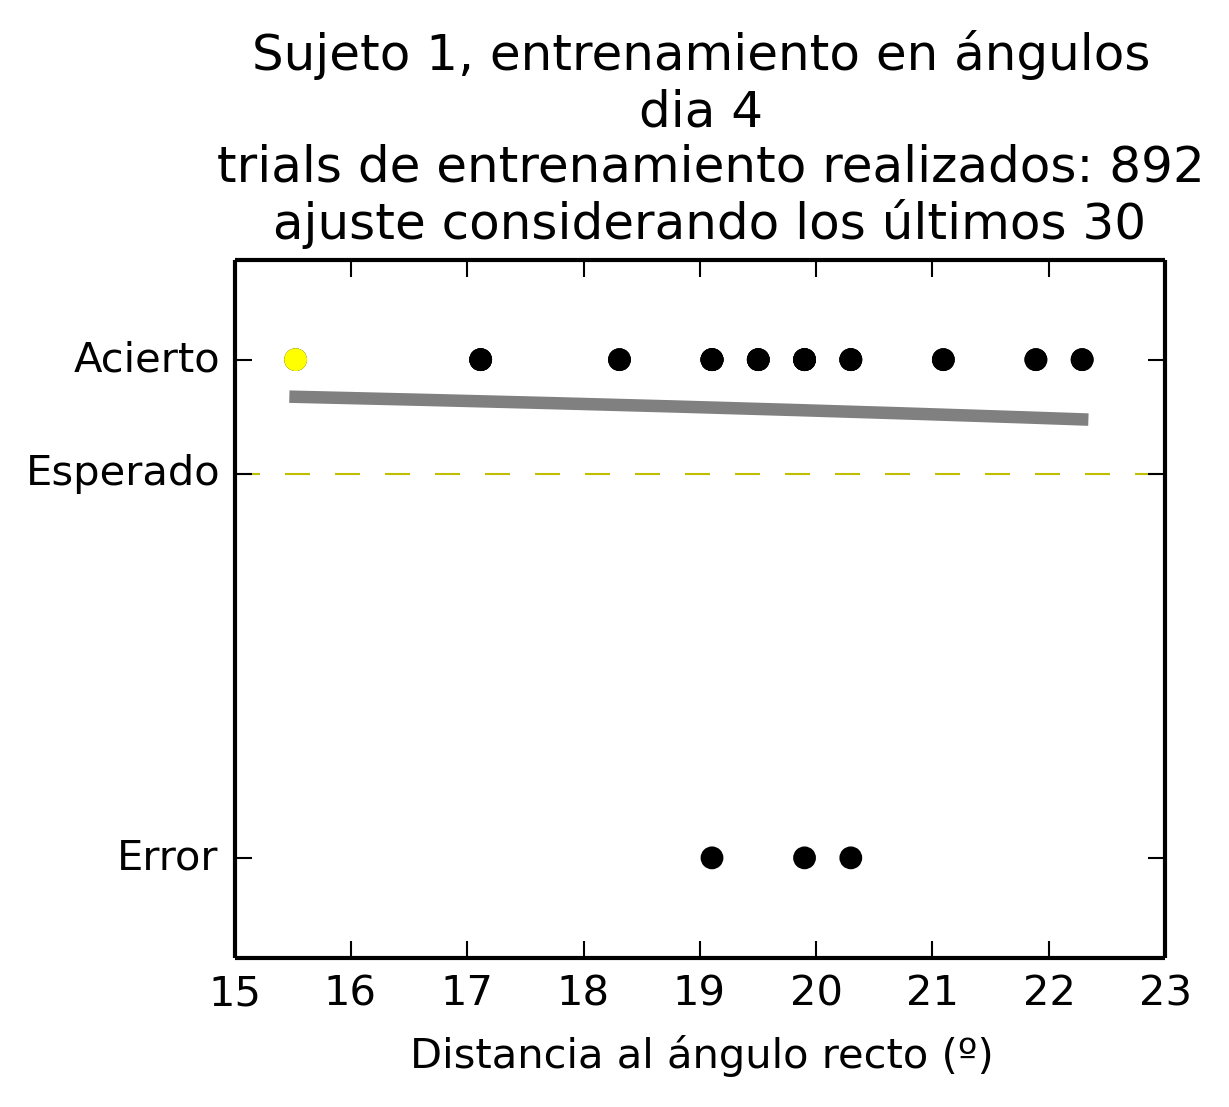 Sujeto 1, entrenamiento en ángulos
dia 4
trials de entrenamiento realizados: 892
ajuste considerando los últimos 30
Acierto
Esperado
Error
15 16 17 18 19 20 21 22 23
Distancia al ángulo recto (º)